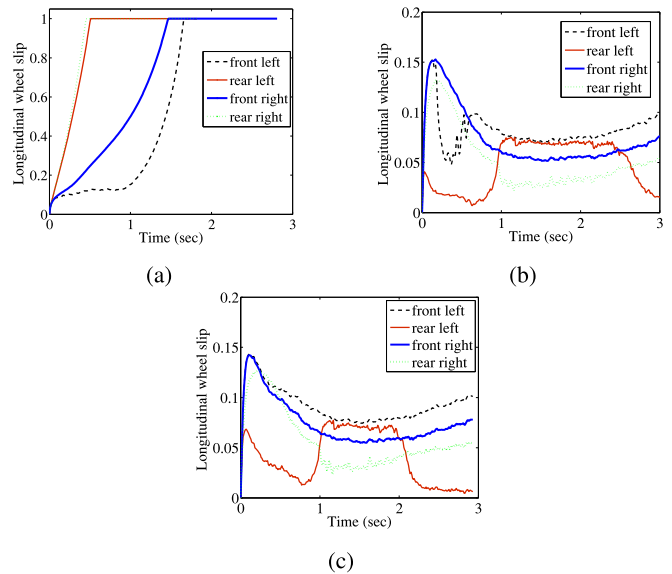 1
0.8
0.6
0.4
0.2
0
0 1 2 3
Longitudinal wheel slip
Time (sec)
front left
rear left
front right
rear right
(a)
0.2
0.15
0.1
0.05
0
0 1 2 3
Longitudinal wheel slip
Time (sec)
front left
rear left
front right
rear right
(b)
0.2
0.15
0.1
0.05
0
0 1 2 3
Longitudinal wheel slip
Time (sec)
front left
rear left
front right
rear right
(c)